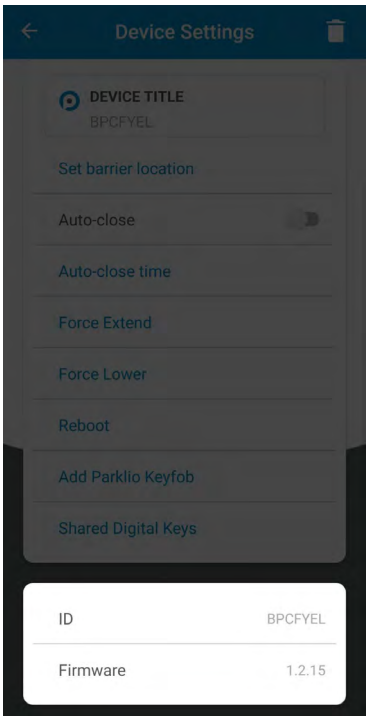 Device Settings
DEVICE TITLE
BPCFYEL
Set barrier location
Auto-close
Auto-close time
Force Extend
Force Lower
Reboot
Add Parklio Keyfob
Shared Digital Keys
ID BPCFYEL
Firmware 1.2.15